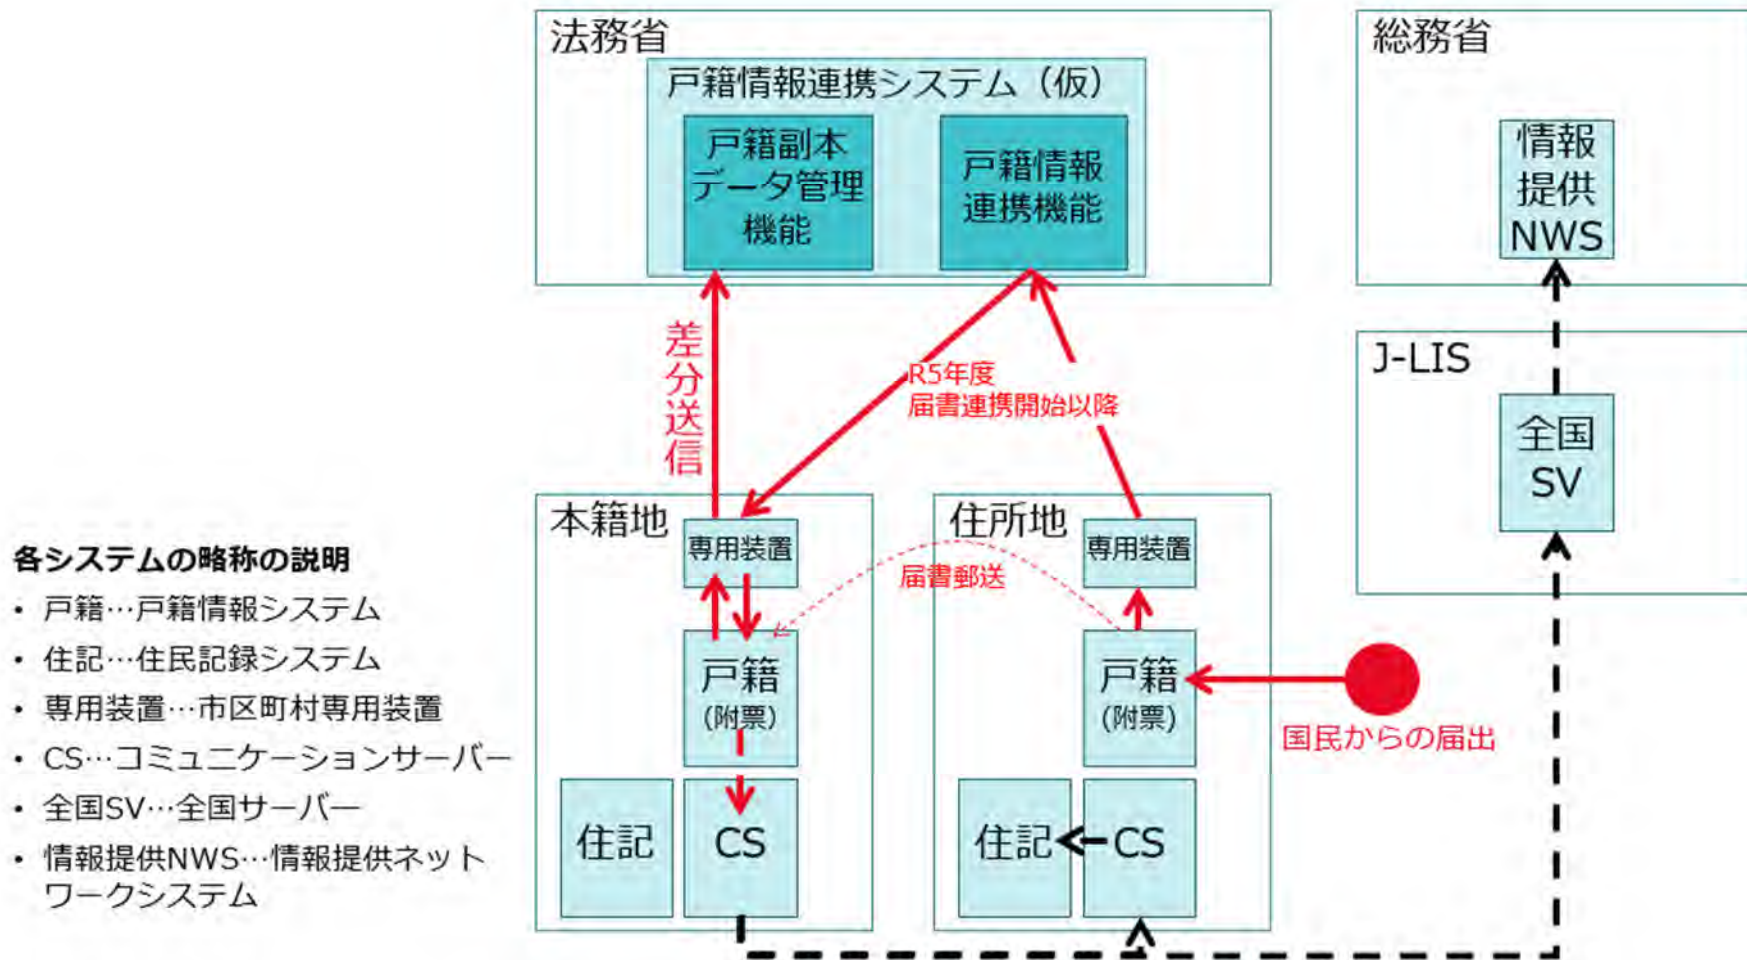 法務省
戸籍情報連携システム（仮）
戸籍副本
データ管理
機能
戸籍情報
連携機能
総務省
情報
提供
NWS
差分送信
R5年度
届書連携開始以降
J-LIS
全国
SV
本籍地
専用装置
戸籍
(附票)
住記
CS
届書郵送
住所地
専用装置
戸籍
(附票)
住記
CS
国民からの届出
各システムの略称の説明
• 戸籍…戸籍情報システム
• 住記…住民記録システム
• 専用装置…市区町村専用装置
• CS…コミュニケーションサーバー
• 全国SV…全国サーバー
• 情報提供NWS…情報提供ネット
ワークシステム